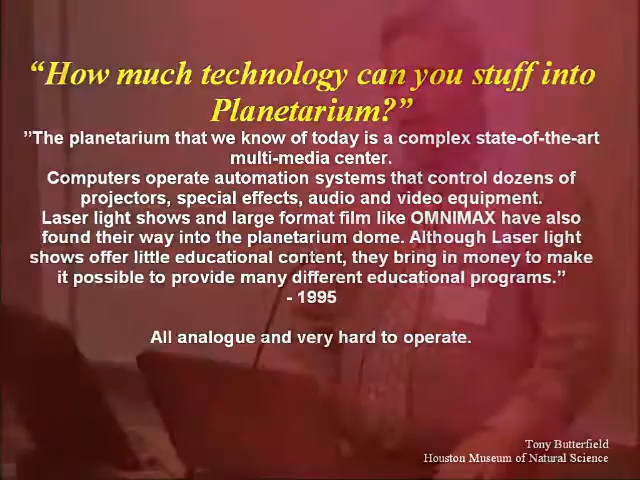 “How much technology can you stuff into
Planetarium?”
”The planetarium that we know of today is a complex state-of-the-art
multi-media center.
Computers operate automation systems that control dozens of
projectors, special effects, audio and video equipment.
Laser light shows and large format film like OMNIMAX have also
found their way into the planetarium dome. Although Laser light
shows offer little educational content, they bring in money to make
it possible to provide many different educational programs.”
- 1995
All analogue and very hard to operate.
Tony Butterfield
Houston Museum of Natural Science